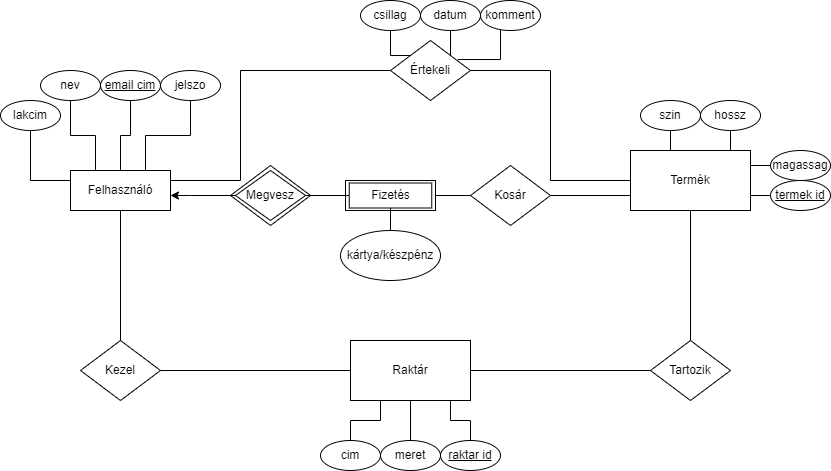 csillag
datum
komment
Értekeli
nev
email cim
jelszo
lakcim
szin
hossz
Felhasználó
Megvesz
Fizetés
Kosár
Termék
magassag
termek id
kártya/készpénz
Kezel
Raktár
Tartozik
cim
meret
raktar id